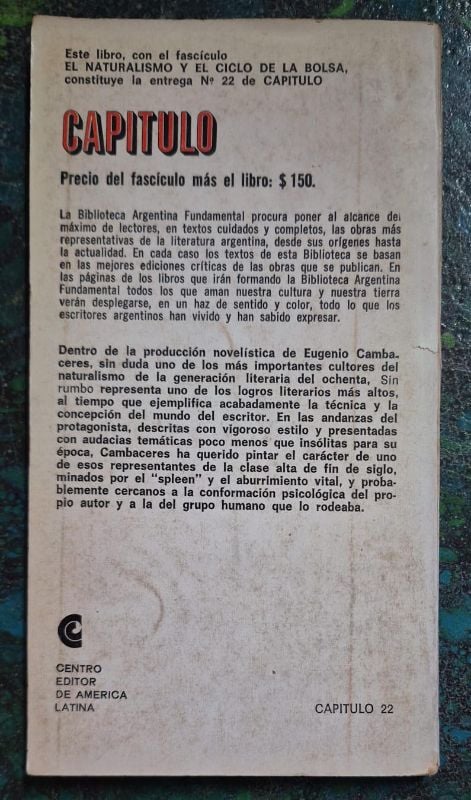 Este libro, con el fascículo
EL NATURALISMO Y EL CICLO DE LA BOLSA,
constituye la entrega Nº 22 de CAPITULO
CAPITULO
Precio del fascículo más el libro: $ 150.
La Biblioteca Argentina Fundamental procura poner al alcance del
máximo de lectores, en textos cuidados y completos, las obras más
representativas de la literatura argentina, desde sus orígenes hasta
la actualidad. En cada caso los textos de esta Biblioteca se basan
en las mejores ediciones críticas de las obras que se publican. En
las páginas de los libros que irán formando la Biblioteca Argentina
Fundamental todos los que aman nuestra cultura y nuestra tierra
verán desplegarse, en un haz de sentido y color, todo lo que los
escritores argentinos han vivido y han sabido expresar.
Dentro de la producción novelística de Eugenio Camba-
ceres, sin duda uno de los más importantes cultores del
naturalismo de la generación literaria del ochenta, Sin
rumbo representa uno de los logros literarios más altos,
al tiempo que ejemplifica acabadamente la técnica y la
concepción del mundo del escritor. En las andanzas del
protagonista, descritas con vigoroso estilo y presentadas
con audacias temáticas poco menos que insólitas para su
época, Cambaceres ha querido pintar el carácter de uno
de esos representantes de la clase alta de fin de siglo,
minados por el "spleen" y el aburrimiento vital, y proba-
blemente cercanos a la conformación psicológica del pro-
pio autor y a la del grupo humano que lo rodeaba.
CENTRO
EDITOR
DE AMERICA
LATINA
CAPITULO 22